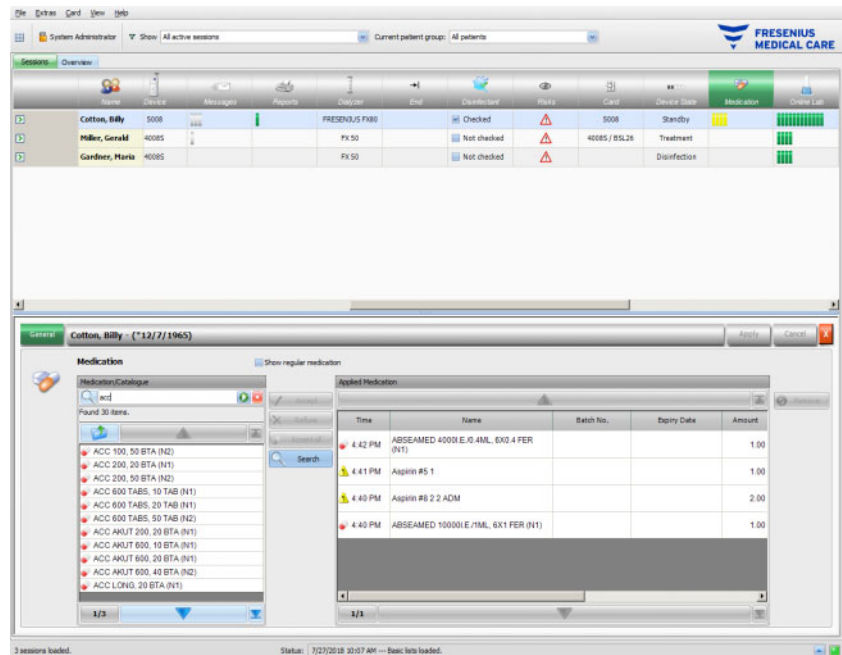 File Extras Card View Help
System Administrator Show All active sessions Current patient group: All patients
FRESENIUS
MEDICAL CARE
Sessions Overview
Name Device Messages Reports Dialyzer End Disinfectant Risks Card Device State Medication Online Lab
Cotton, Billy 5008 FRESENIUS FX80 Checked 5008 Standby
Miller, Gerald 4008S FX 50 Not checked 4008S / BSL26 Treatment
Gardner, Maria 4008S FX 50 Not checked Disinfection
General Cotton, Billy - (*12/7/1965) Apply Cancel X
Medication Show regular medication
Medication/Catalogue Applied Medication
acc Accept Remove
Found 30 items. Refuse Time Name Batch No. Expiry Date Amount
Accept all
Search
ACC 100, 50 BTA (N2)
ACC 200, 20 BTA (N1)
ACC 200, 50 BTA (N2)
ACC 600 TABS, 10 TAB (N1)
ACC 600 TABS, 20 TAB (N1)
ACC 600 TABS, 50 TAB (N2)
ACC AKUT 200, 20 BTA (N1)
ACC AKUT 600, 10 BTA (N1)
ACC AKUT 600, 20 BTA (N1)
ACC AKUT 600, 40 BTA (N2)
ACC LONG, 20 BTA (N1)
4:42 PM ABSEAMED 4000I.E./0.4ML, 6X0.4 FER (N1) 1.00
4:41 PM Aspirin #5 1 1.00
4:40 PM Aspirin #8 2 2 ADM 2.00
4:40 PM ABSEAMED 10000I.E./1ML, 6X1 FER (N1) 1.00
1/3 1/1
3 sessions loaded. Status: 7/27/2018 10:07 AM --- Basic lists loaded.